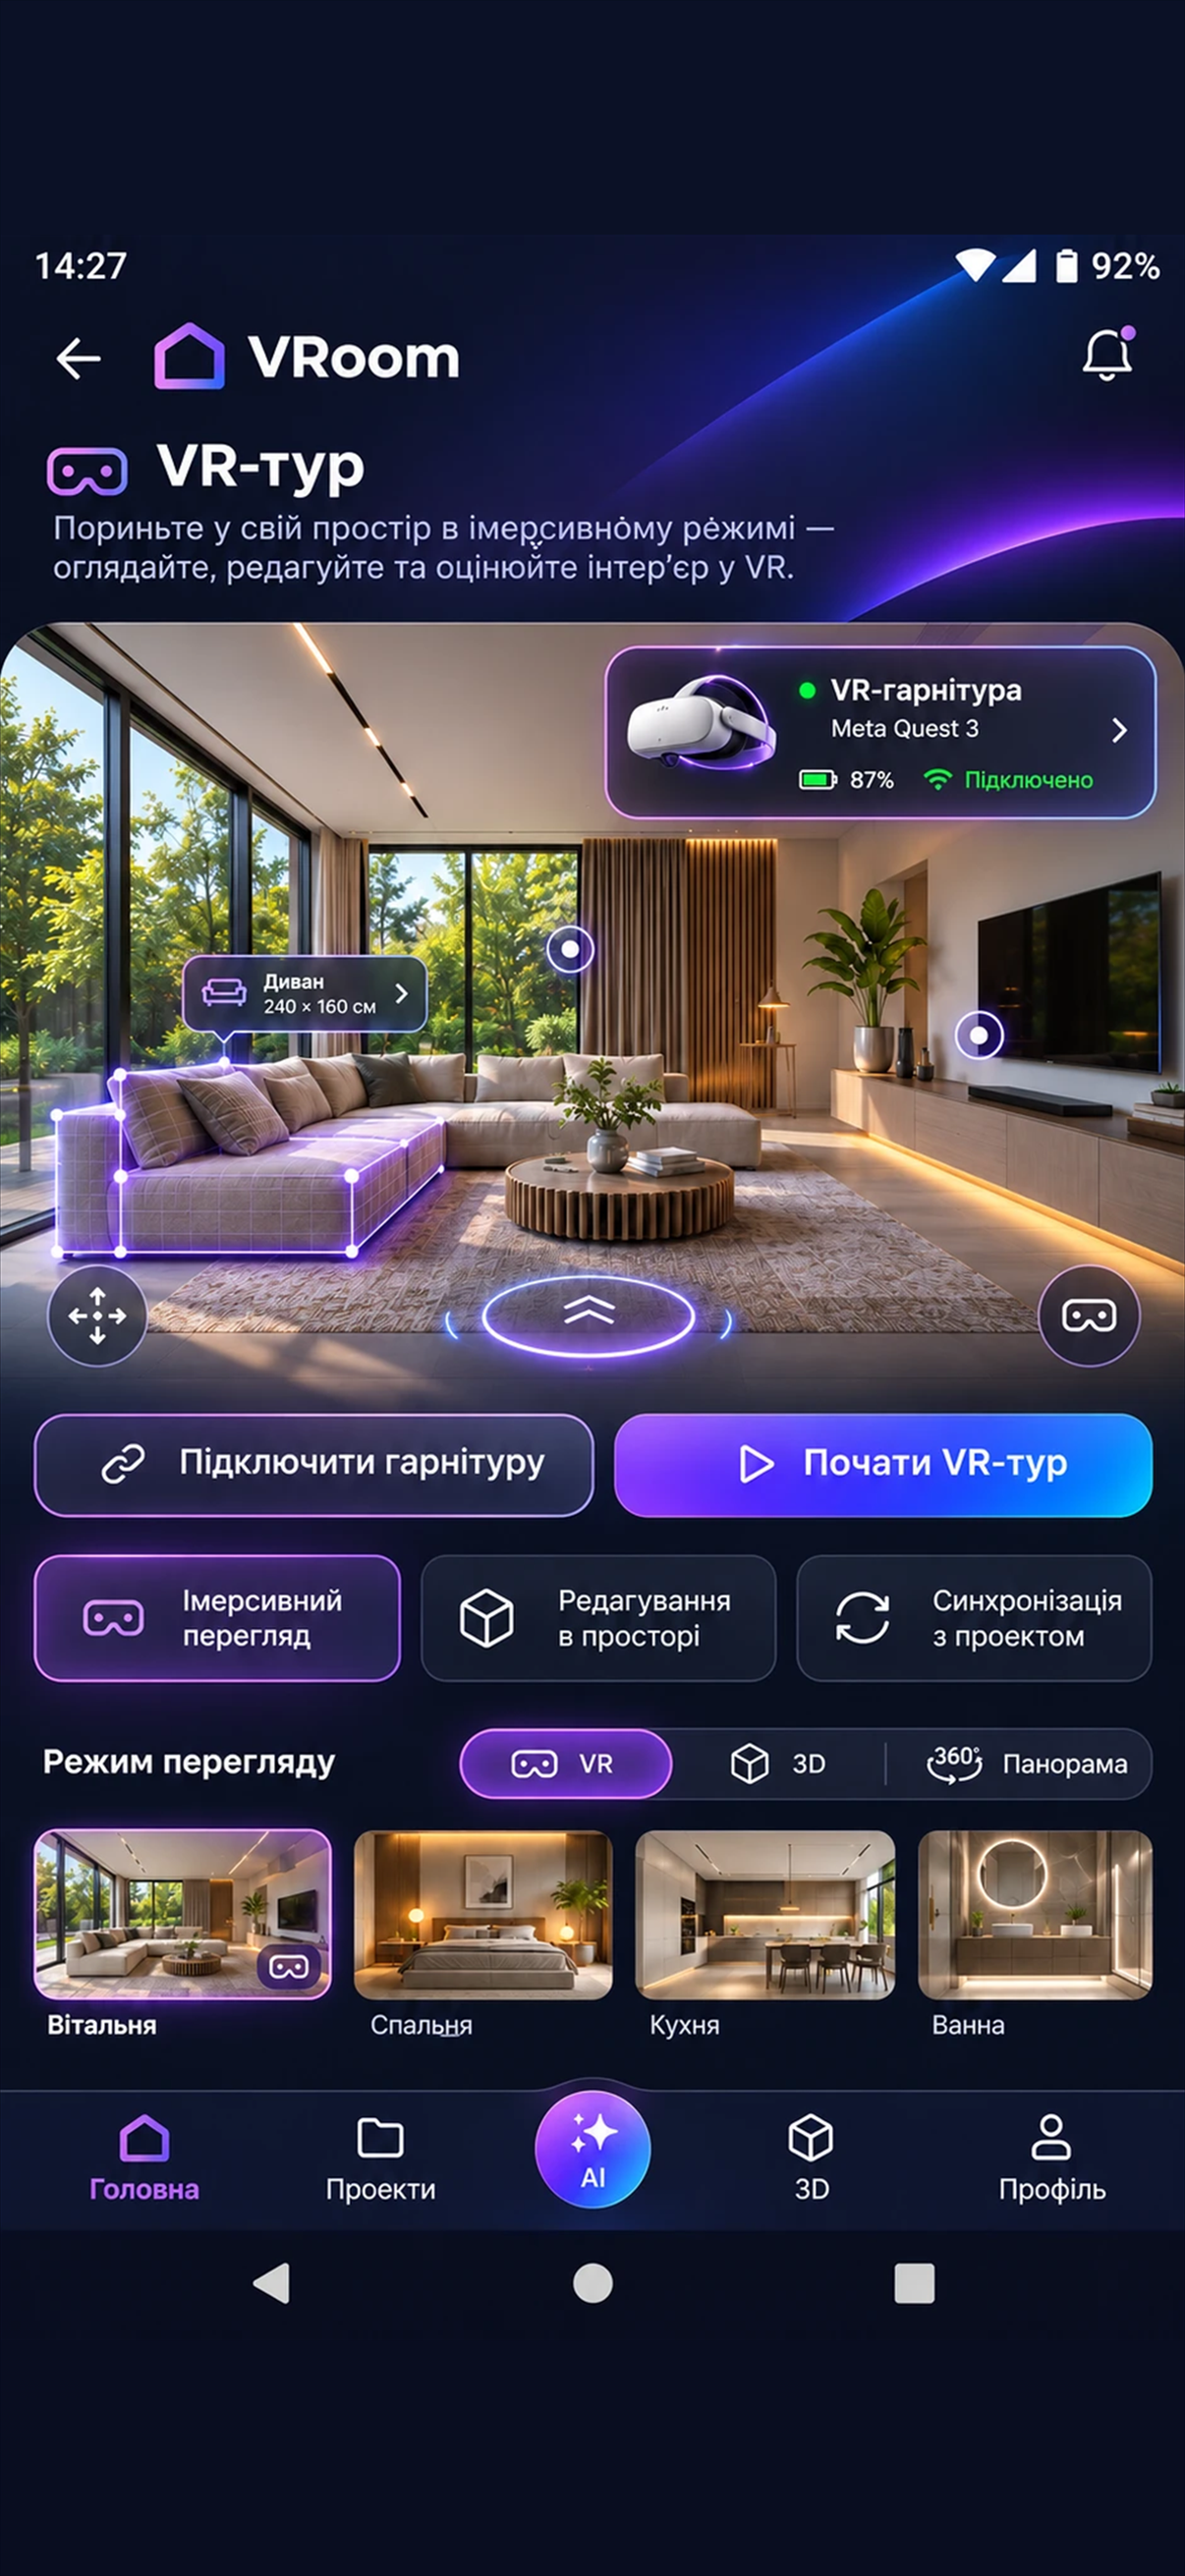 14:27
92%
VRoom
VR-тур
Пориньте у свій простір в імерсивному режимі —
оглядайте, редагуйте та оцінюйте інтер’єр у VR.
VR-гарнітура
Meta Quest 3
87% Підключено
Диван
240 × 160 см
Підключити гарнітуру
Почати VR-тур
Імерсивний
перегляд
Редагування
в просторі
Синхронізація
з проектом
Режим перегляду
VR
3D
360° Панорама
Вітальня
Спальня
Кухня
Ванна
Головна
Проекти
AI
3D
Профіль